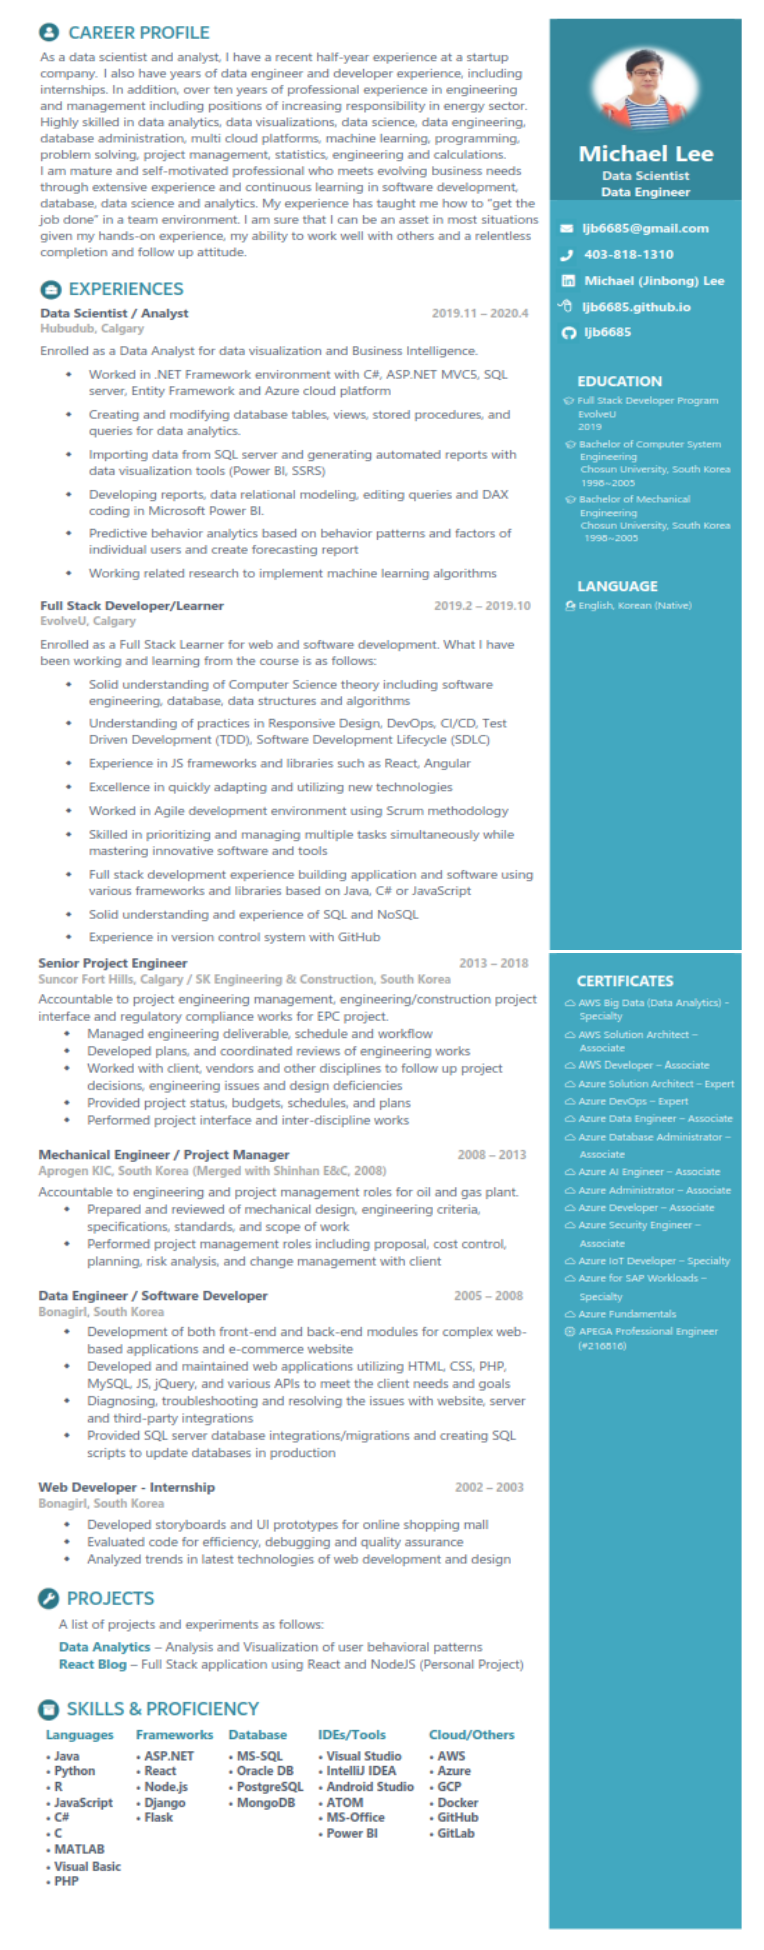 CAREER PROFILE
As a data scientist and analyst, I have a recent half-year experience at a startup
company. I also have years of data engineer and developer experience, including
internships. In addition, over ten years of professional experience in engineering
and management including positions of increasing responsibility in energy sector.
Highly skilled in data analytics, data visualizations, data science, data engineering,
database administration, multi cloud platforms, machine learning, programming,
problem solving, project management, statistics, engineering and calculations.
I am mature and self-motivated professional who meets evolving business needs
through extensive experience and continuous learning in software development,
database, data science and analytics. My experience has taught me how to "get the
job done" in a team environment. I am sure that I can be an asset in most situations
given my hands-on experience, my ability to work well with others and a relentless
completion and follow up attitude.
EXPERIENCES
Data Scientist / Analyst 2019.11 – 2020.4
Hubudub, Calgary
Enrolled as a Data Analyst for data visualization and Business Intelligence.
• Worked in .NET Framework environment with C#, ASP.NET MVC5, SQL
server, Entity Framework and Azure cloud platform
• Creating and modifying database tables, views, stored procedures, and
queries for data analytics.
• Importing data from SQL server and generating automated reports with
data visualization tools (Power BI, SSRS)
• Developing reports, data relational modeling, editing queries and DAX
coding in Microsoft Power BI.
• Predictive behavior analytics based on behavior patterns and factors of
individual users and create forecasting report
• Working related research to implement machine learning algorithms
Full Stack Developer/Learner 2019.2 – 2019.10
EvolveU, Calgary
Enrolled as a Full Stack Learner for web and software development. What I have
been working and learning from the course is as follows:
• Solid understanding of Computer Science theory including software
engineering, database, data structures and algorithms
• Understanding of practices in Responsive Design, DevOps, CI/CD, Test
Driven Development (TDD), Software Development Lifecycle (SDLC)
• Experience in JS frameworks and libraries such as React, Angular
• Excellence in quickly adapting and utilizing new technologies
• Worked in Agile development environment using Scrum methodology
• Skilled in prioritizing and managing multiple tasks simultaneously while
mastering innovative software and tools
• Full stack development experience building application and software using
various frameworks and libraries based on Java, C# or JavaScript
• Solid understanding and experience of SQL and NoSQL
• Experience in version control system with GitHub
Senior Project Engineer 2013 – 2018
Suncor Fort Hills, Calgary / SK Engineering & Construction, South Korea
Accountable to project engineering management, engineering/construction project
interface and regulatory compliance works for EPC project.
• Managed engineering deliverable, schedule and workflow
• Developed plans, and coordinated reviews of engineering works
• Worked with client, vendors and other disciplines to follow up project
decisions, engineering issues and design deficiencies
• Provided project status, budgets, schedules, and plans
• Performed project interface and inter-discipline works
Mechanical Engineer / Project Manager 2008 – 2013
Aprogen KIC, South Korea (Merged with Shinhan E&C, 2008)
Accountable to engineering and project management roles for oil and gas plant.
• Prepared and reviewed of mechanical design, engineering criteria,
specifications, standards, and scope of work
• Performed project management roles including proposal, cost control,
planning, risk analysis, and change management with client
Data Engineer / Software Developer 2005 – 2008
Bonagirl, South Korea
• Development of both front-end and back-end modules for complex web-
based applications and e-commerce website
• Developed and maintained web applications utilizing HTML, CSS, PHP,
MySQL, JS, jQuery, and various APIs to meet the client needs and goals
• Diagnosing, troubleshooting and resolving the issues with website, server
and third-party integrations
• Provided SQL server database integrations/migrations and creating SQL
scripts to update databases in production
Web Developer - Internship 2002 – 2003
Bonagirl, South Korea
• Developed storyboards and UI prototypes for online shopping mall
• Evaluated code for efficiency, debugging and quality assurance
• Analyzed trends in latest technologies of web development and design
PROJECTS
A list of projects and experiments as follows:
Data Analytics – Analysis and Visualization of user behavioral patterns
React Blog – Full Stack application using React and NodeJS (Personal Project)
SKILLS & PROFICIENCY
Languages
• Java
• Python
• R
• JavaScript
• C#
• C
• MATLAB
• Visual Basic
• PHP
Frameworks
• ASP.NET
• React
• Node.js
• Django
• Flask
Database
• MS-SQL
• Oracle DB
• PostgreSQL
• MongoDB
IDEs/Tools
• Visual Studio
• IntelliJ IDEA
• Android Studio
• ATOM
• MS-Office
• Power BI
Cloud/Others
• AWS
• Azure
• GCP
• Docker
• GitHub
• GitLab
Michael Lee
Data Scientist
Data Engineer
ljb6685@gmail.com
403-818-1310
Michael (Jinbong) Lee
ljb6685.github.io
ljb6685
EDUCATION
Full Stack Developer Program
EvolveU
2019
Bachelor of Computer System
Engineering
Chosun University, South Korea
1998~2005
Bachelor of Mechanical
Engineering
Chosun University, South Korea
1998~2005
LANGUAGE
English, Korean (Native)
CERTIFICATES
AWS Big Data (Data Analytics) -
Specialty
AWS Solution Architect –
Associate
AWS Developer – Associate
Azure Solution Architect – Expert
Azure DevOps – Expert
Azure Data Engineer – Associate
Azure Database Administrator –
Associate
Azure AI Engineer – Associate
Azure Administrator – Associate
Azure Developer – Associate
Azure Security Engineer –
Associate
Azure IoT Developer – Specialty
Azure for SAP Workloads –
Specialty
Azure Fundamentals
APEGA Professional Engineer
(#216816)